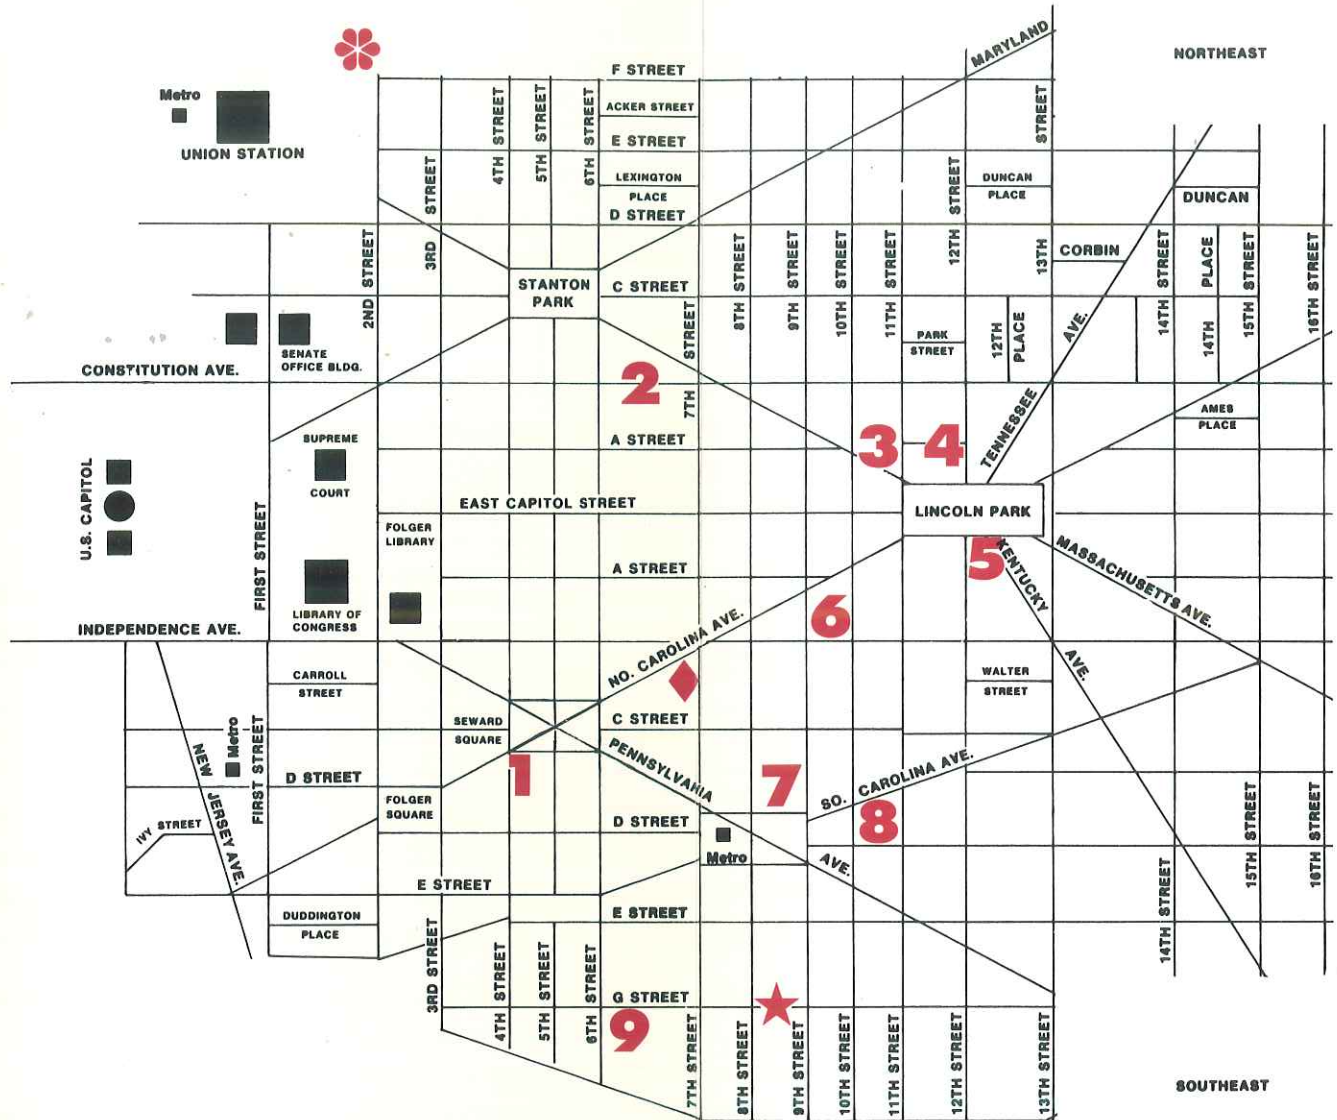 NORTHEAST
MARYLAND
F STREET
Metro
UNION STATION
ACKER STREET
E STREET
LEXINGTON
PLACE
D STREET
3RD STREET
4TH STREET
5TH STREET
6TH STREET
12TH STREET
13TH STREET
DUNCAN
PLACE
DUNCAN
CORBIN
2ND STREET
STANTON
PARK
C STREET
7TH STREET
8TH STREET
9TH STREET
10TH STREET
11TH STREET
14TH STREET
14TH PLACE
15TH STREET
16TH STREET
PARK
STREET
12TH
PLACE
TENNESSEE AVE.
SENATE
OFFICE BLDG.
CONSTITUTION AVE.
2
AMES
PLACE
SUPREME
COURT
A STREET
3
4
U.S. CAPITOL
EAST CAPITOL STREET
LINCOLN PARK
FOLGER
LIBRARY
FIRST STREET
A STREET
5
KENTUCKY AVE.
MASSACHUSETTS AVE.
LIBRARY OF
CONGRESS
6
INDEPENDENCE AVE.
NO. CAROLINA AVE.
CARROLL
STREET
WALTER
STREET
SEWARD
SQUARE
C STREET
PENNSYLVANIA AVE.
Metro
NEW JERSEY AVE.
FIRST STREET
D STREET
1
7
SO. CAROLINA AVE.
FOLGER
SQUARE
8
IVY STREET
D STREET
Metro
15TH STREET
16TH STREET
E STREET
14TH STREET
DUDDINGTON
PLACE
E STREET
3RD STREET
4TH STREET
5TH STREET
6TH STREET
G STREET
9
7TH STREET
8TH STREET
9TH STREET
10TH STREET
11TH STREET
12TH STREET
13TH STREET
SOUTHEAST